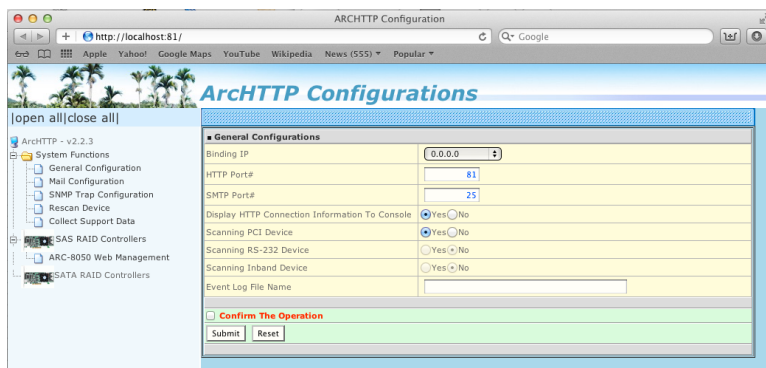 ARCHTTP Configuration
http://localhost:81/
Google
Apple Yahoo! Google Maps YouTube Wikipedia News (555) Popular
ArcHTTP Configurations
|open all|close all|
ArcHTTP - v2.2.3
System Functions
General Configuration
Mail Configuration
SNMP Trap Configuration
Rescan Device
Collect Support Data
SAS RAID Controllers
ARC-8050 Web Management
SATA RAID Controllers
General Configurations
Binding IP 0.0.0.0
HTTP Port# 81
SMTP Port# 25
Display HTTP Connection Information To Console Yes No
Scanning PCI Device Yes No
Scanning RS-232 Device Yes No
Scanning Inband Device Yes No
Event Log File Name
Confirm The Operation
Submit Reset